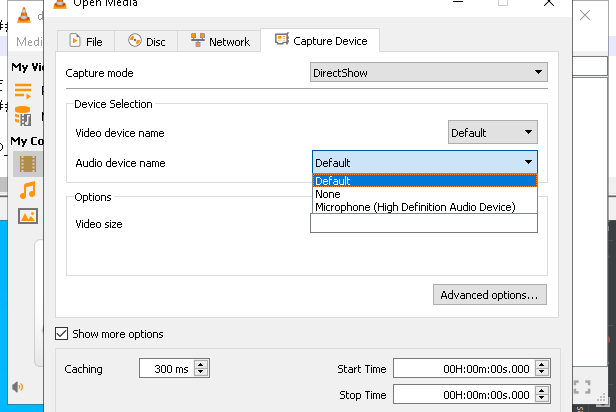 Open Media
Medi
File
Disc
Network
Capture Device
My Vi
Capture mode
DirectShow
Device Selection
Video device name
Default
My Co
Audio device name
Default
Default
None
Microphone (High Definition Audio Device)
Options
Video size
Advanced options...
Show more options
Caching
300 ms
Start Time
00H:00m:00s.000
Stop Time
00H:00m:00s.000